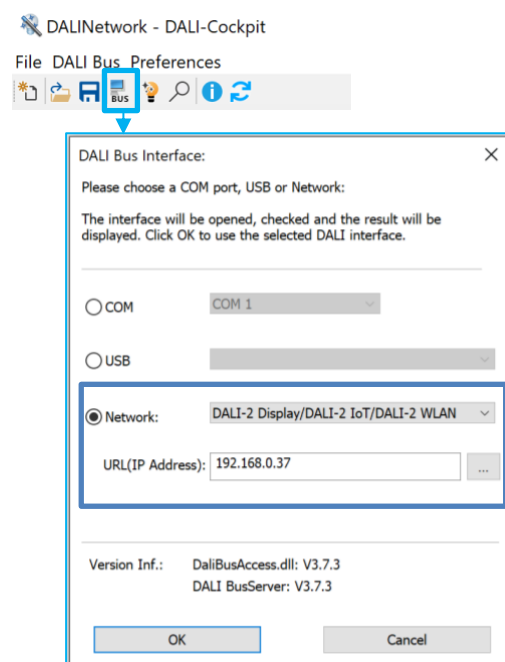 DALINetwork - DALI-Cockpit
File DALI Bus Preferences
BUS
DALI Bus Interface:
Please choose a COM port, USB or Network:
The interface will be opened, checked and the result will be
displayed. Click OK to use the selected DALI interface.
COM COM 1
USB
Network: DALI-2 Display/DALI-2 IoT/DALI-2 WLAN
URL(IP Address): 192.168.0.37 ...
Version Inf.: DaliBusAccess.dll: V3.7.3
DALI BusServer: V3.7.3
OK Cancel